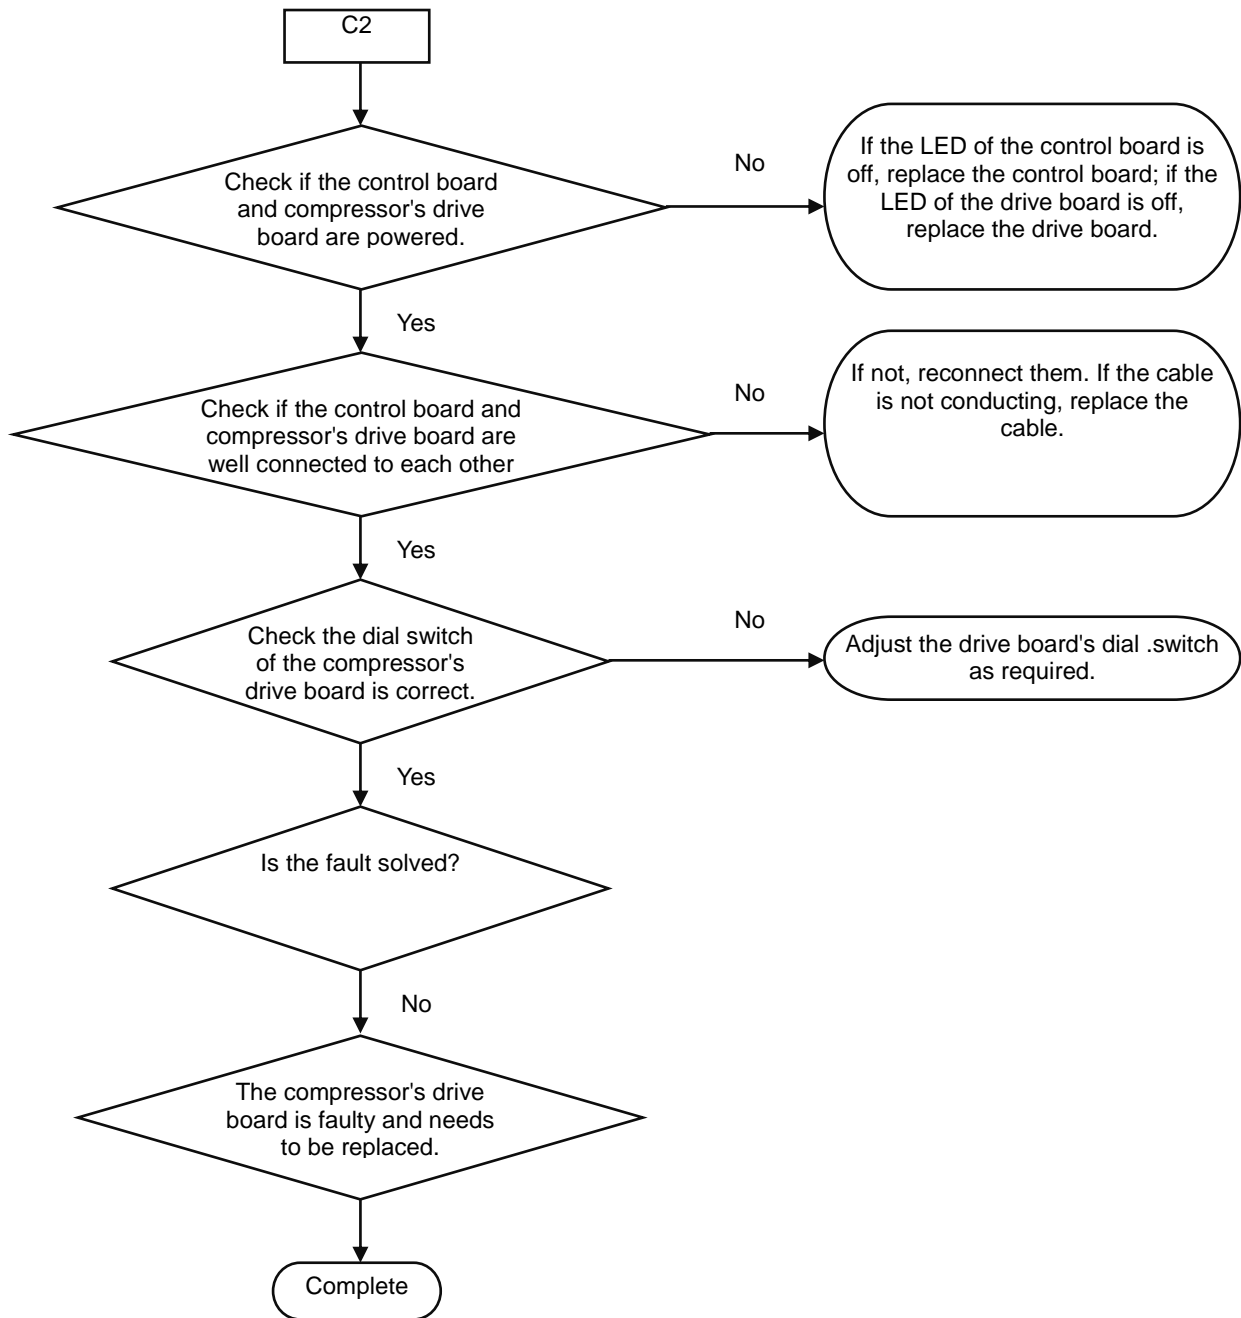 C2
Check if the control board
and compressor's drive
board are powered.
No
If the LED of the control board is
off, replace the control board; if the
LED of the drive board is off,
replace the drive board.
Yes
Check if the control board and
compressor's drive board are
well connected to each other
No
If not, reconnect them. If the cable
is not conducting, replace the
cable.
Yes
Check the dial switch
of the compressor's
drive board is correct.
No
Adjust the drive board's dial .switch
as required.
Yes
Is the fault solved?
No
The compressor's drive
board is faulty and needs
to be replaced.
Complete